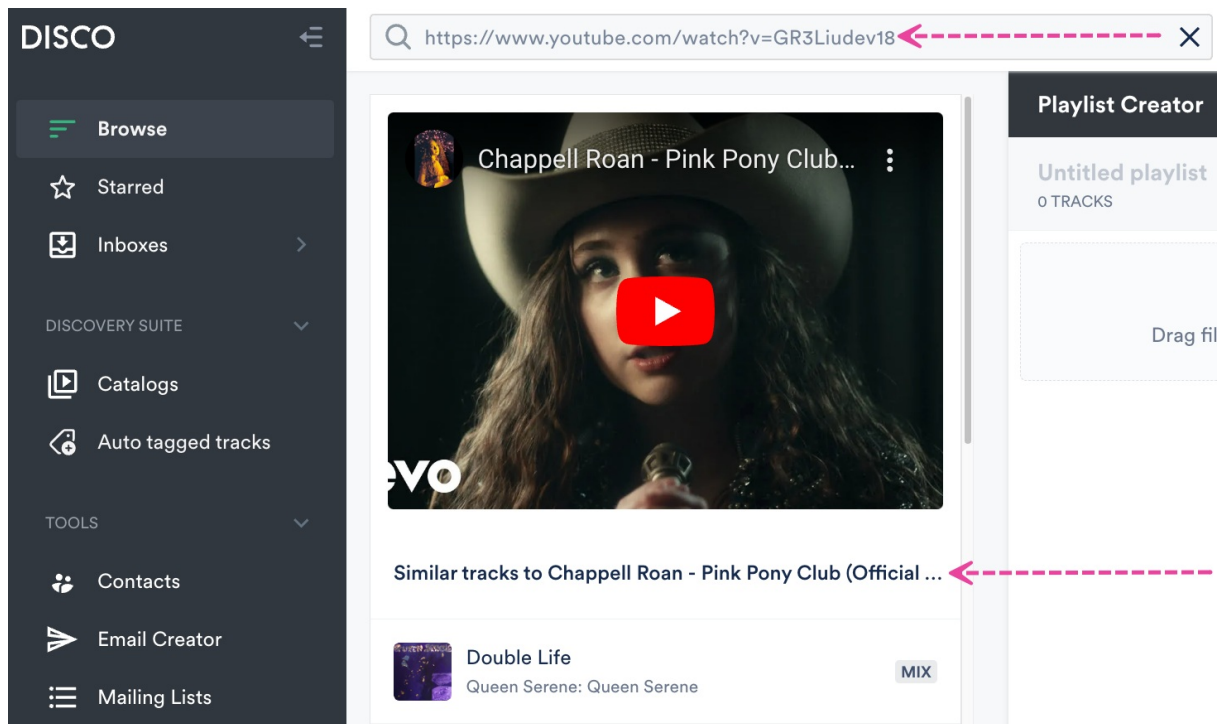 DISCO
https://www.youtube.com/watch?v=GR3Liudev18
Browse
Starred
Inboxes
DISCOVERY SUITE
Catalogs
Auto tagged tracks
TOOLS
Contacts
Email Creator
Mailing Lists
Chappell Roan - Pink Pony Club...
evo
Similar tracks to Chappell Roan - Pink Pony Club (Official ...
Double Life
Queen Serene: Queen Serene
MIX
Playlist Creator
Untitled playlist
0 TRACKS
Drag fil